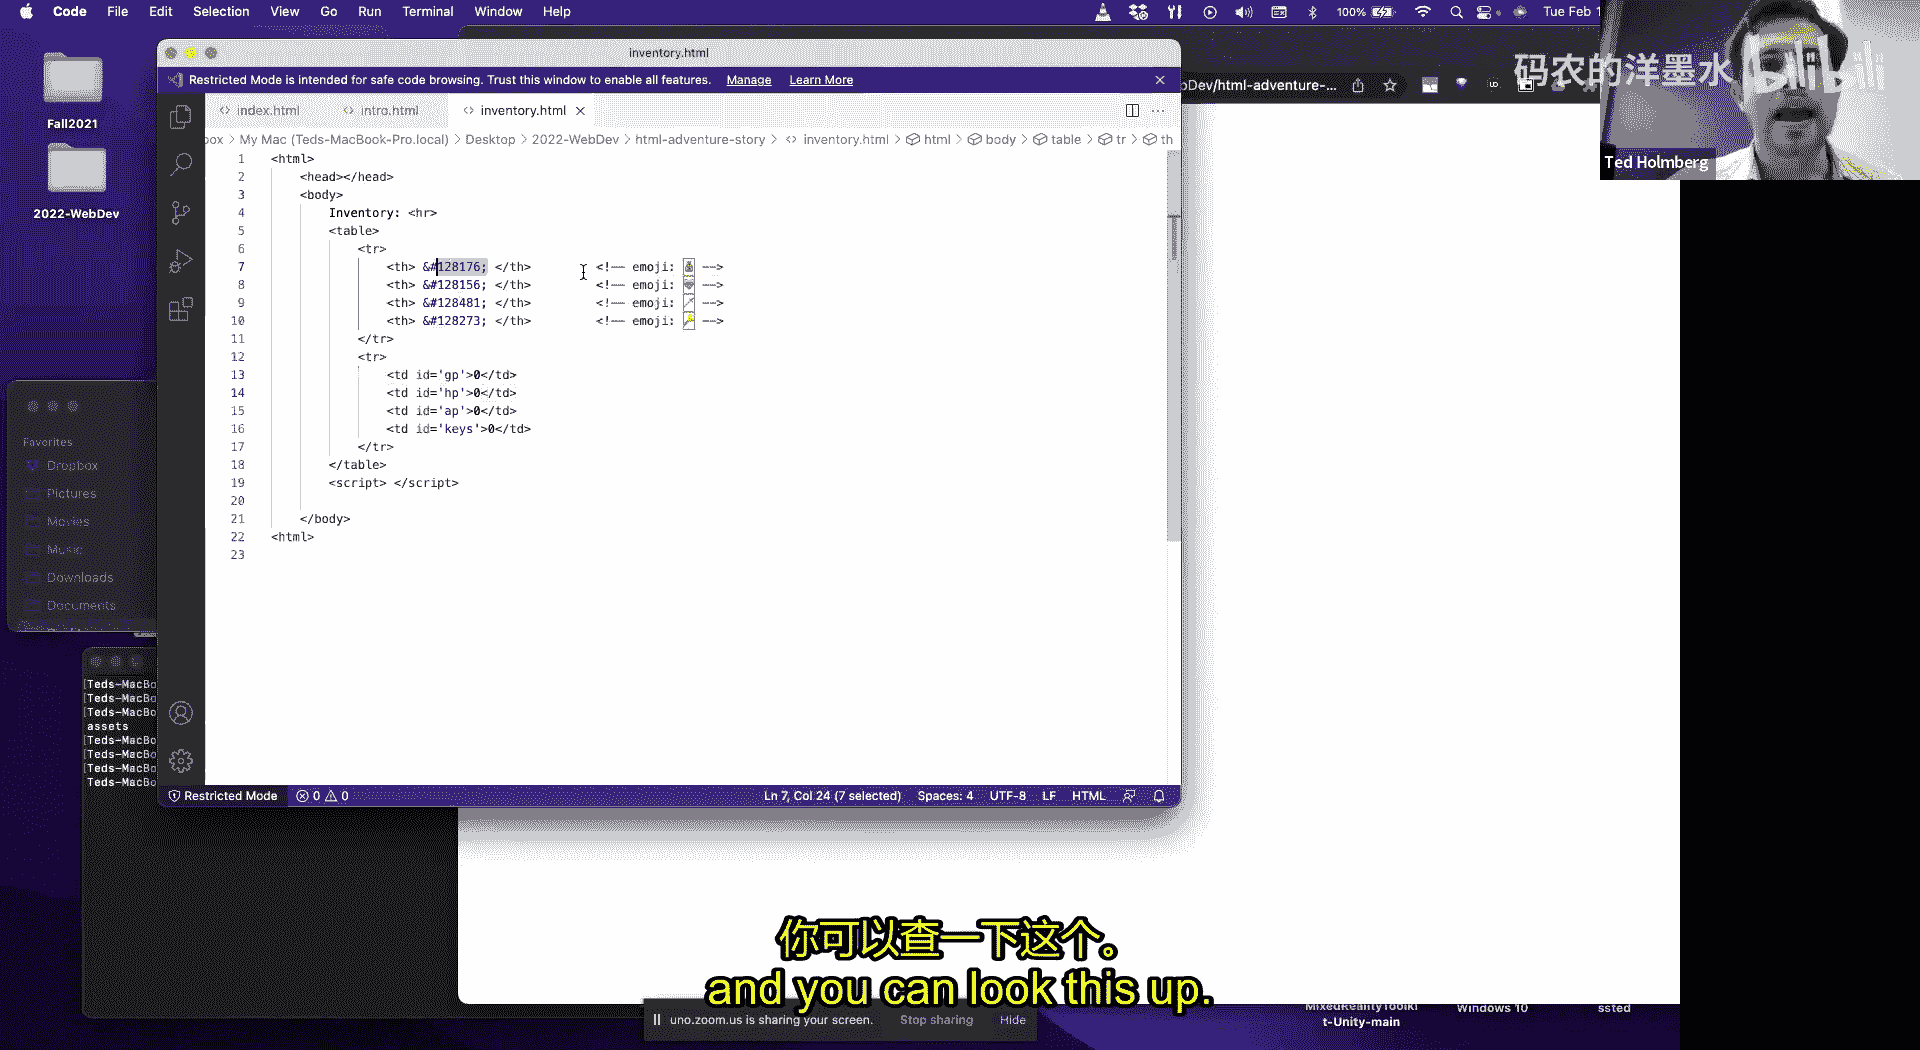 Code File Edit Selection View Go Run Terminal Window Help
100%
Tue Feb 1
码农的洋墨水 bilibili
Ted Holmberg
Fall2021
2022-WebDev
inventory.html
Restricted Mode is intended for safe code browsing. Trust this window to enable all features. Manage Learn More
Dev/html-adventure-...
index.html intro.html inventory.html
box > My Mac (Teds-MacBook-Pro.local) > Desktop > 2022-WebDev > html-adventure-story > inventory.html > html > body > table > tr > th
1 <html>
2 <head></head>
3 <body>
4 Inventory: <hr>
5 <table>
6 <tr>
7 <th> &#128176; </th> <!-- emoji: 💰 -->
8 <th> &#128156; </th> <!-- emoji: 💜 -->
9 <th> &#128481; </th> <!-- emoji: 🗡 -->
10 <th> &#128273; </th> <!-- emoji: 🔑 -->
11 </tr>
12 <tr>
13 <td id='gp'>0</td>
14 <td id='hp'>0</td>
15 <td id='ap'>0</td>
16 <td id='keys'>0</td>
17 </tr>
18 </table>
19 <script> </script>
20
21 </body>
22 <html>
23
Favorites
Dropbox
Pictures
Movies
Music
Downloads
Documents
[Teds-MacBo
[Teds-MacBo
[Teds-MacBo
assets
[Teds-MacBo
[Teds-MacBo
[Teds-MacBo
Teds-MacBo
Restricted Mode 0 0
Ln 7, Col 24 (7 selected) Spaces: 4 UTF-8 LF HTML
你可以查一下这个。
and you can look this up.
uno.zoom.us is sharing your screen. Stop sharing Hide
MixedRealityToolki
t-Unity-main
Windows 10
ssted